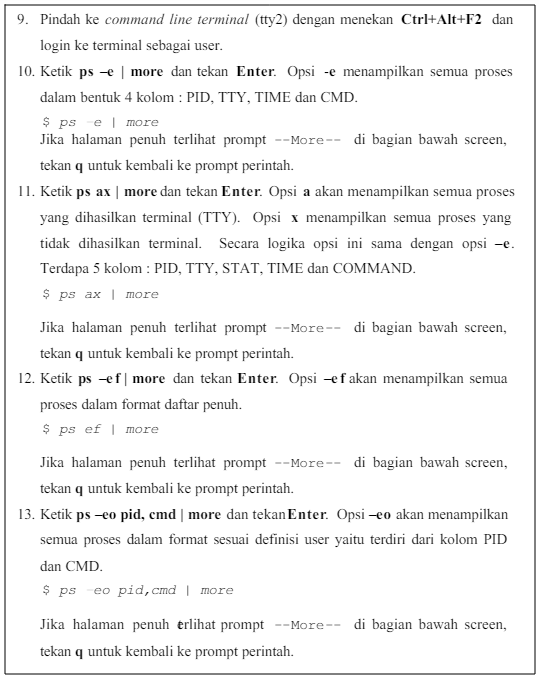 9. Pindah ke command line terminal (tty2) dengan menekan Ctrl+Alt+F2 dan
login ke terminal sebagai user.
10. Ketik ps –e | more dan tekan Enter. Opsi -e menampilkan semua proses
dalam bentuk 4 kolom : PID, TTY, TIME dan CMD.
$ ps –e | more
Jika halaman penuh terlihat prompt --More-- di bagian bawah screen,
tekan q untuk kembali ke prompt perintah.
11. Ketik ps ax | more dan tekan Enter. Opsi a akan menampilkan semua proses
yang dihasilkan terminal (TTY). Opsi x menampilkan semua proses yang
tidak dihasilkan terminal. Secara logika opsi ini sama dengan opsi –e.
Terdapa 5 kolom : PID, TTY, STAT, TIME dan COMMAND.
$ ps ax | more
Jika halaman penuh terlihat prompt --More-- di bagian bawah screen,
tekan q untuk kembali ke prompt perintah.
12. Ketik ps –e f | more dan tekan Enter. Opsi –e f akan menampilkan semua
proses dalam format daftar penuh.
$ ps ef | more
Jika halaman penuh terlihat prompt --More-- di bagian bawah screen,
tekan q untuk kembali ke prompt perintah.
13. Ketik ps –eo pid, cmd | more dan tekan Enter. Opsi –eo akan menampilkan
semua proses dalam format sesuai definisi user yaitu terdiri dari kolom PID
dan CMD.
$ ps –eo pid,cmd | more
Jika halaman penuh terlihat prompt --More-- di bagian bawah screen,
tekan q untuk kembali ke prompt perintah.